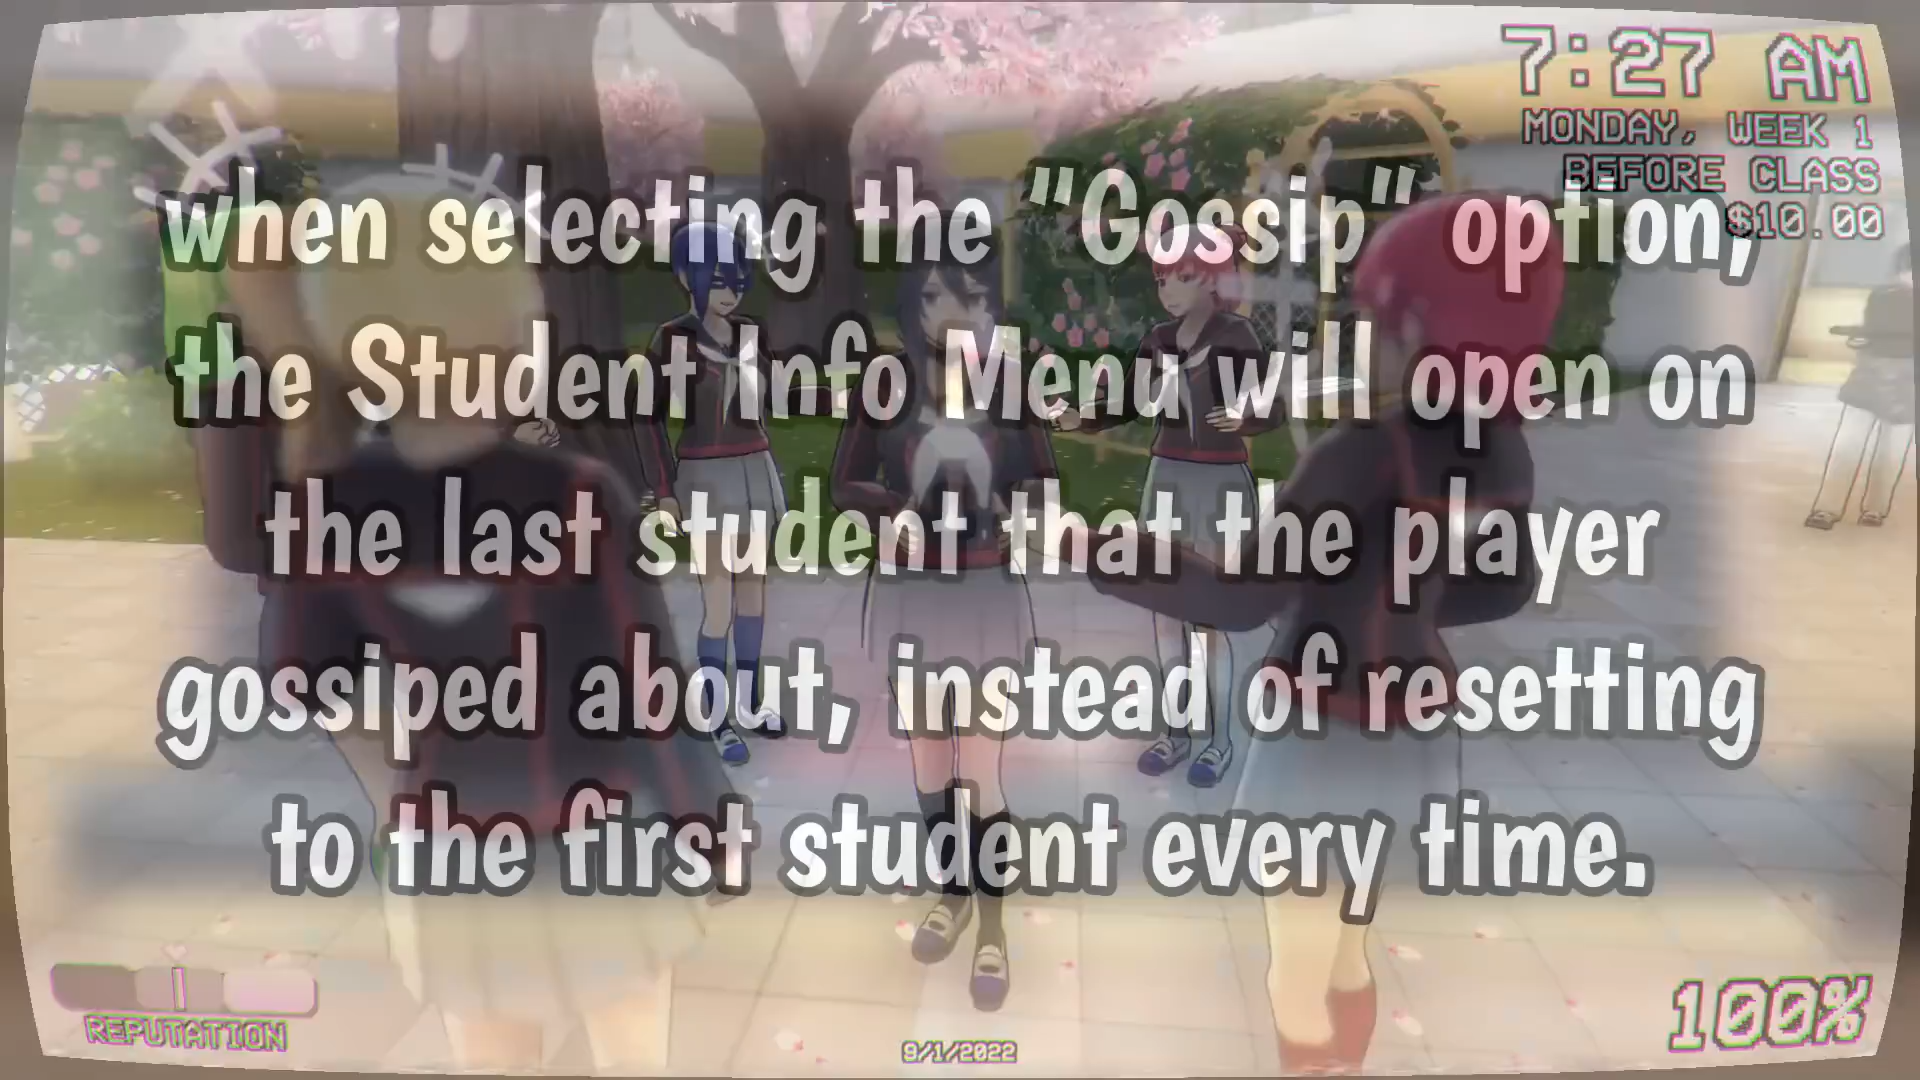 7:27 AM
MONDAY, WEEK 1
BEFORE CLASS
$10.00
when selecting the "Gossip" option,
the Student Info Menu will open on
the last student that the player
gossiped about, instead of resetting
to the first student every time.
REPUTATION
9/1/2022
100%